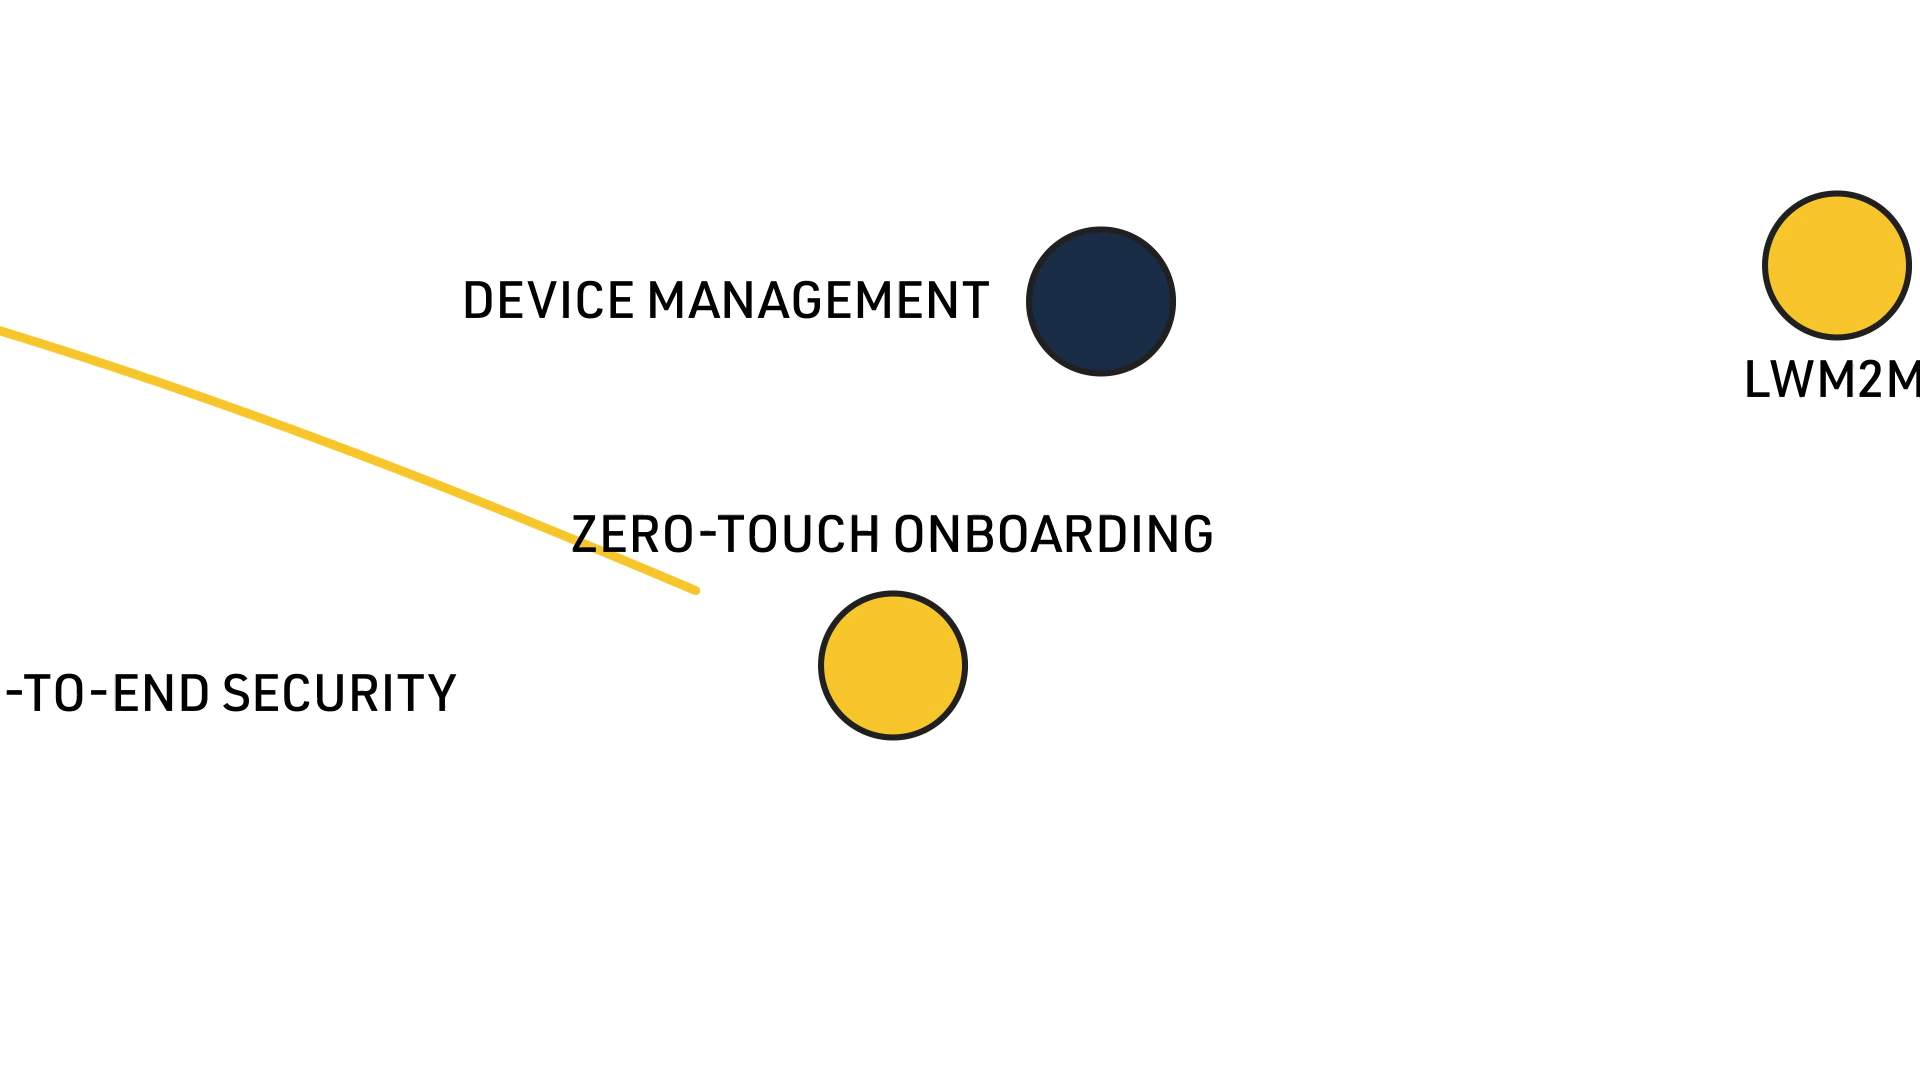 DEVICE MANAGEMENT
LWM2M
ZERO-TOUCH ONBOARDING
-TO-END SECURITY